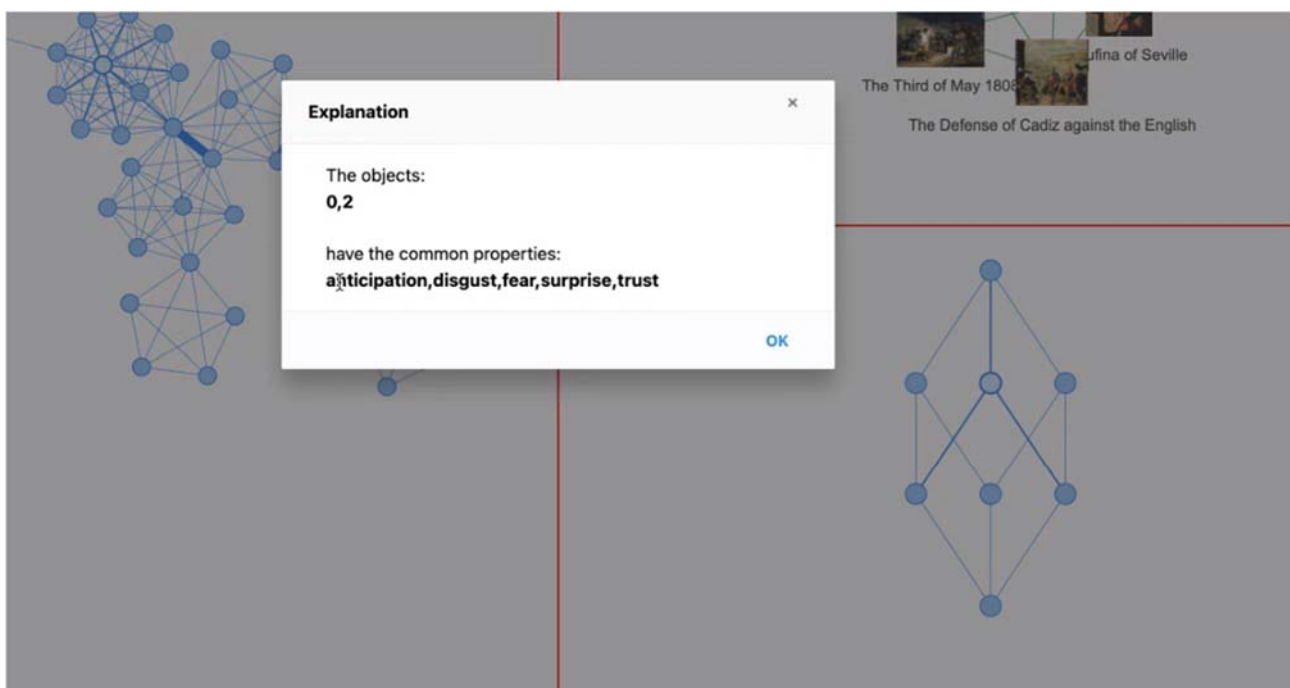 ufina of Seville
The Third of May 1808
The Defense of Cadiz against the English
Explanation
×
The objects:
0,2
have the common properties:
anticipation,disgust,fear,surprise,trust
OK